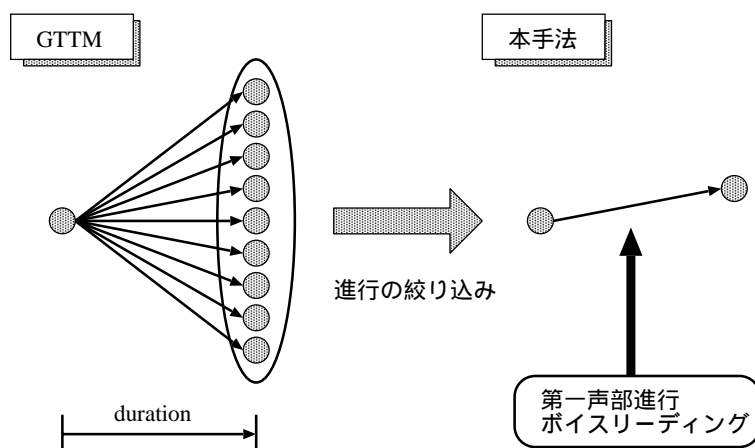 GTTM
本手法
進行の絞り込み
duration
第一声部進行
ボイスリーディング